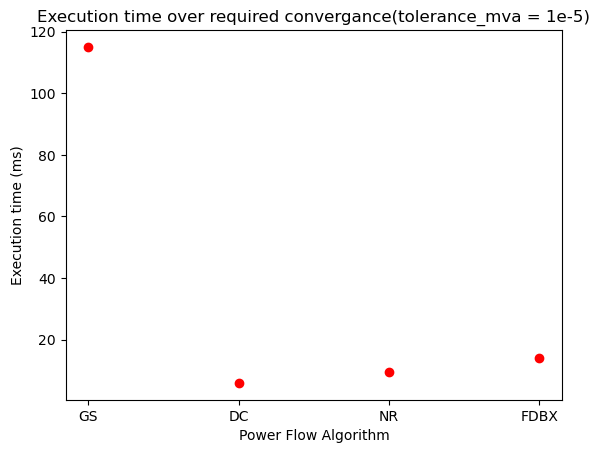 Execution time over required convergance(tolerance_mva = 1e-5)
120
100
80
60
40
20
Execution time (ms)
GS
DC
NR
FDBX
Power Flow Algorithm